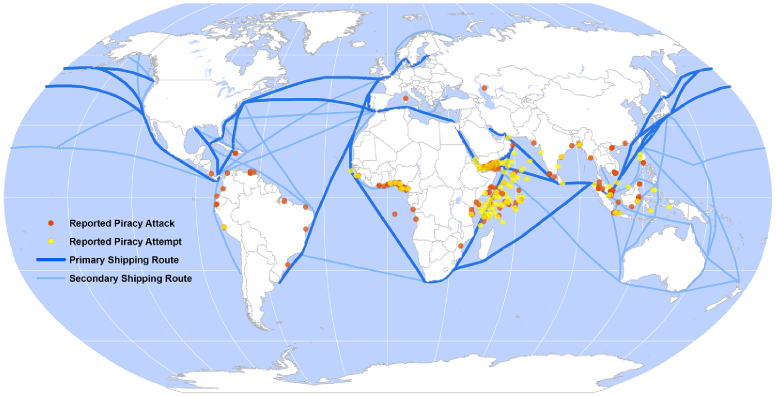 Reported Piracy Attack
Reported Piracy Attempt
Primary Shipping Route
Secondary Shipping Route